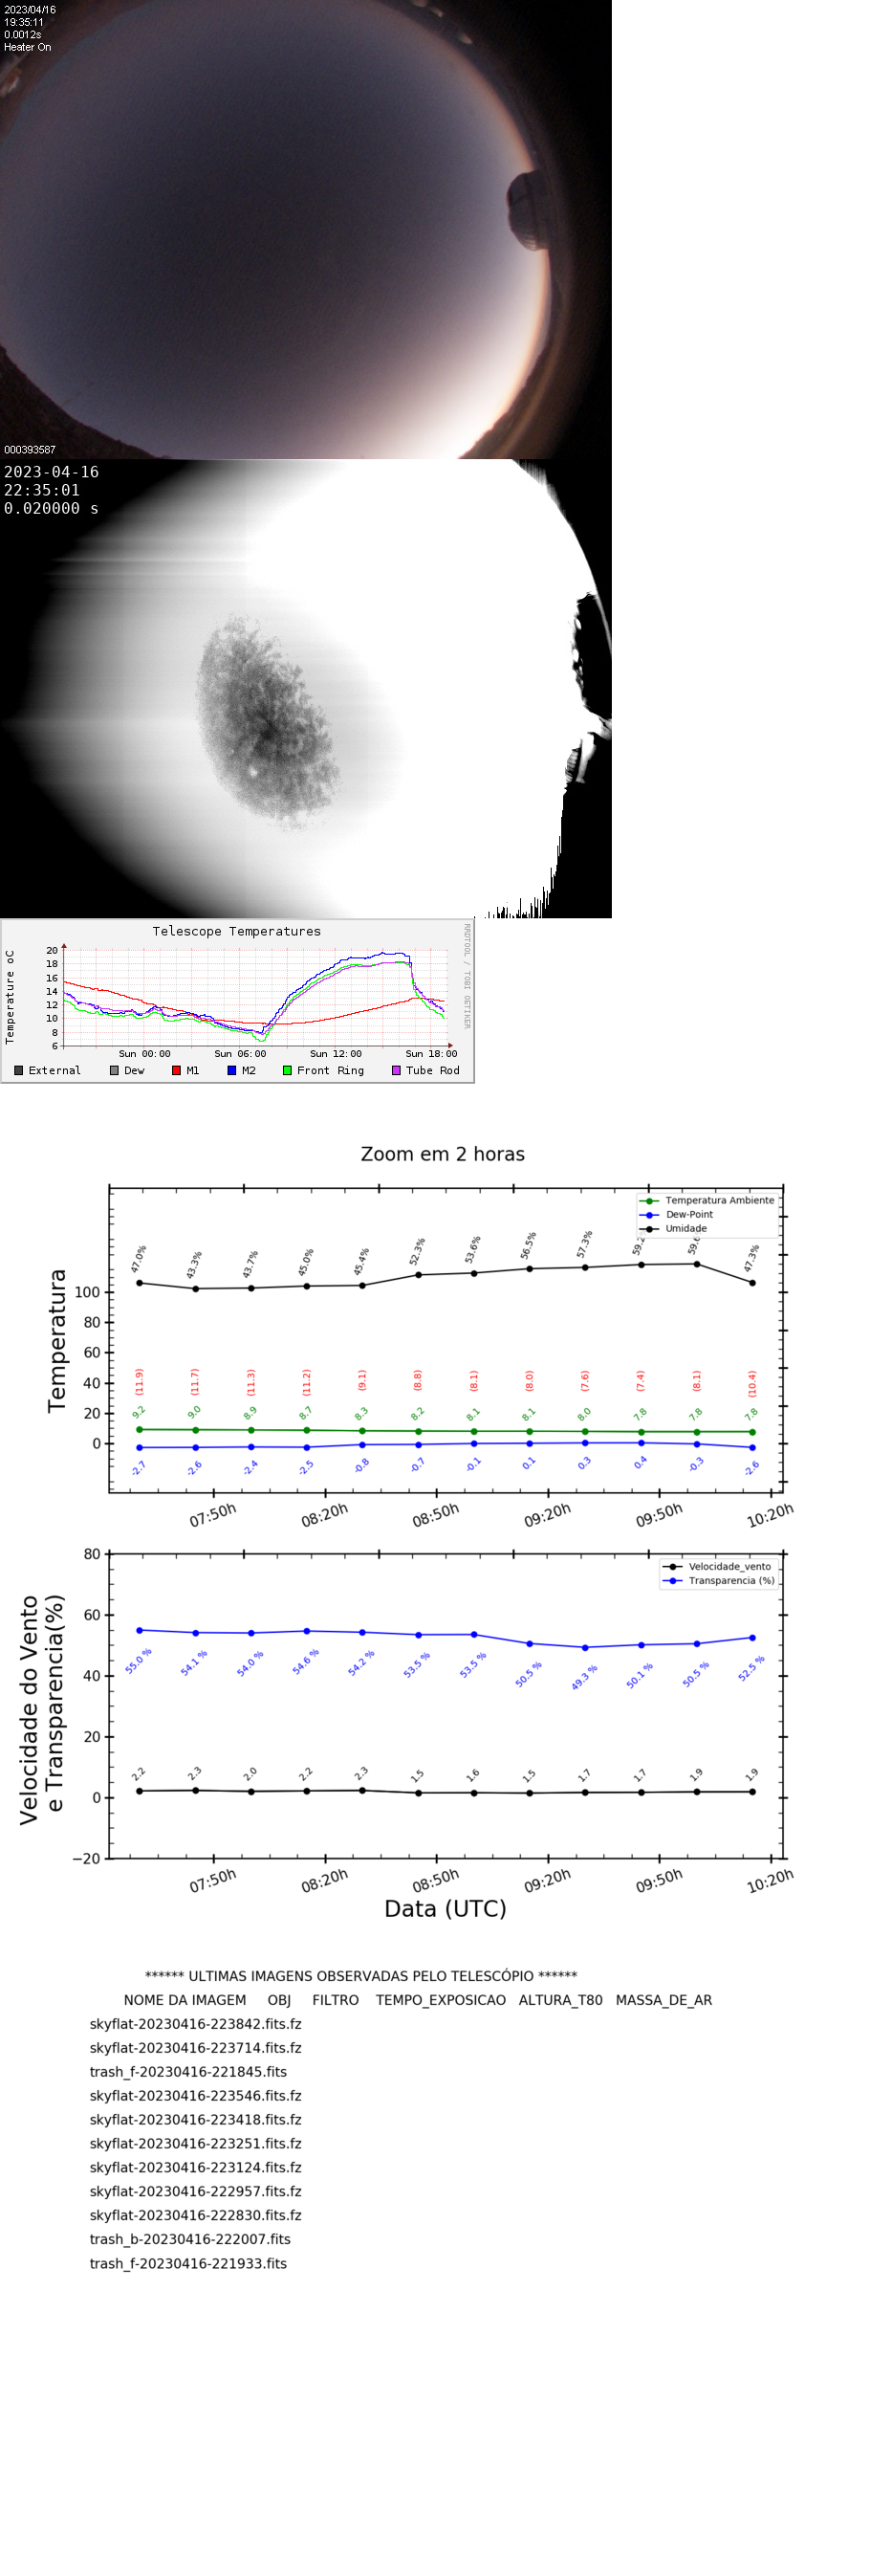 2023/04/16
19:35:11
0.0012s
Heater On
000393587
2023-04-16
22:35:01
0.020000 s
Telescope Temperatures
RRDTOOL / TOBI OETIKER
Temperature oC
20
18
16
14
12
10
8
6
Sun 00:00 Sun 06:00 Sun 12:00 Sun 18:00
External Dew M1 M2 Front Ring Tube Rod
Zoom em 2 horas
Temperatura Ambiente
Dew-Point
Umidade
47.0% 43.3% 43.7% 45.0% 45.4% 52.3% 53.6% 56.5% 57.3% 47.3%
Temperatura
100
80
60
40
20
0
(11.9) (11.7) (11.3) (11.2) (9.1) (8.8) (8.1) (8.0) (7.6) (7.4) (8.1) (10.4)
9.2 9.0 8.9 8.7 8.3 8.2 8.1 8.1 8.0 7.8 7.8 7.8
-2.7 -2.6 -2.4 -2.5 -0.8 -0.7 -0.1 0.1 0.3 0.4 -0.3 -2.6
07:50h 08:20h 08:50h 09:20h 09:50h 10:20h
Velocidade_vento
Transparencia (%)
Velocidade do Vento
e Transparencia(%)
80
60
40
20
0
−20
55.0 % 54.1 % 54.0 % 54.6 % 54.2 % 53.5 % 53.5 % 50.5 % 49.3 % 50.1 % 50.5 % 52.5 %
2.2 2.3 2.0 2.2 2.3 1.5 1.6 1.5 1.7 1.7 1.9 1.9
07:50h 08:20h 08:50h 09:20h 09:50h 10:20h
Data (UTC)
****** ULTIMAS IMAGENS OBSERVADAS PELO TELESCÓPIO ******
NOME DA IMAGEM OBJ FILTRO TEMPO_EXPOSICAO ALTURA_T80 MASSA_DE_AR
skyflat-20230416-223842.fits.fz
skyflat-20230416-223714.fits.fz
trash_f-20230416-221845.fits
skyflat-20230416-223546.fits.fz
skyflat-20230416-223418.fits.fz
skyflat-20230416-223251.fits.fz
skyflat-20230416-223124.fits.fz
skyflat-20230416-222957.fits.fz
skyflat-20230416-222830.fits.fz
trash_b-20230416-222007.fits
trash_f-20230416-221933.fits